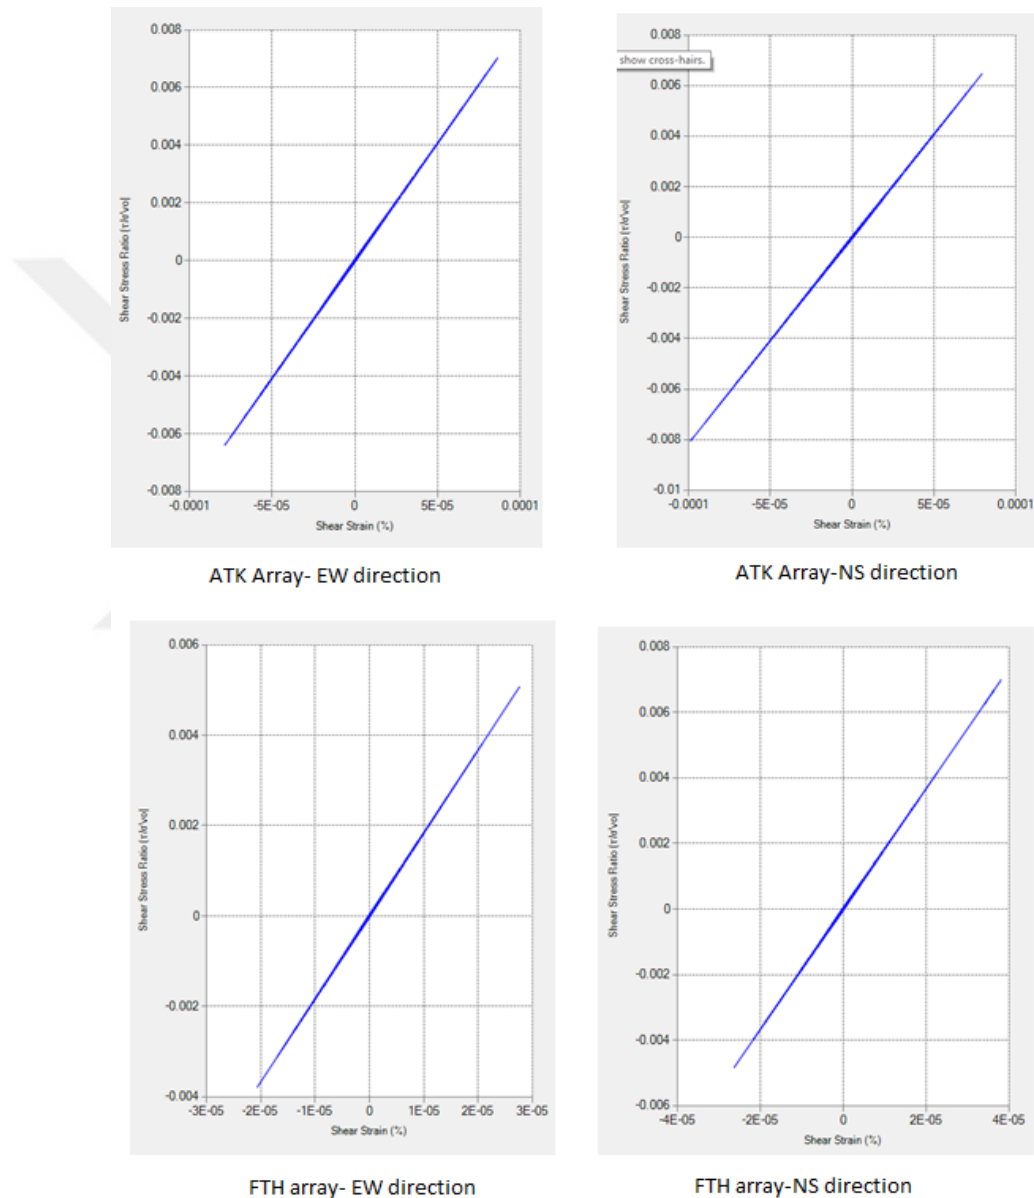 0.008
0.006
0.004
0.002
0
-0.002
-0.004
-0.006
-0.008
-0.0001
-5E-05
0
5E-05
0.0001
Shear Stress Ratio [τ/σ'vo]
Shear Strain (%)
ATK Array- EW direction
show cross-hairs.
0.008
0.006
0.004
0.002
0
-0.002
-0.004
-0.006
-0.008
-0.01
-0.0001
-5E-05
0
5E-05
0.0001
Shear Stress Ratio [τ/σ'vo]
Shear Strain (%)
ATK Array-NS direction
0.006
0.004
0.002
0
-0.002
-0.004
-3E-05
-2E-05
-1E-05
0
1E-05
2E-05
3E-05
Shear Stress Ratio [τ/σ'vo]
Shear Strain (%)
FTH array- EW direction
0.008
0.006
0.004
0.002
0
-0.002
-0.004
-0.006
-4E-05
-2E-05
0
2E-05
4E-05
Shear Stress Ratio [τ/σ'vo]
Shear Strain (%)
FTH array-NS direction